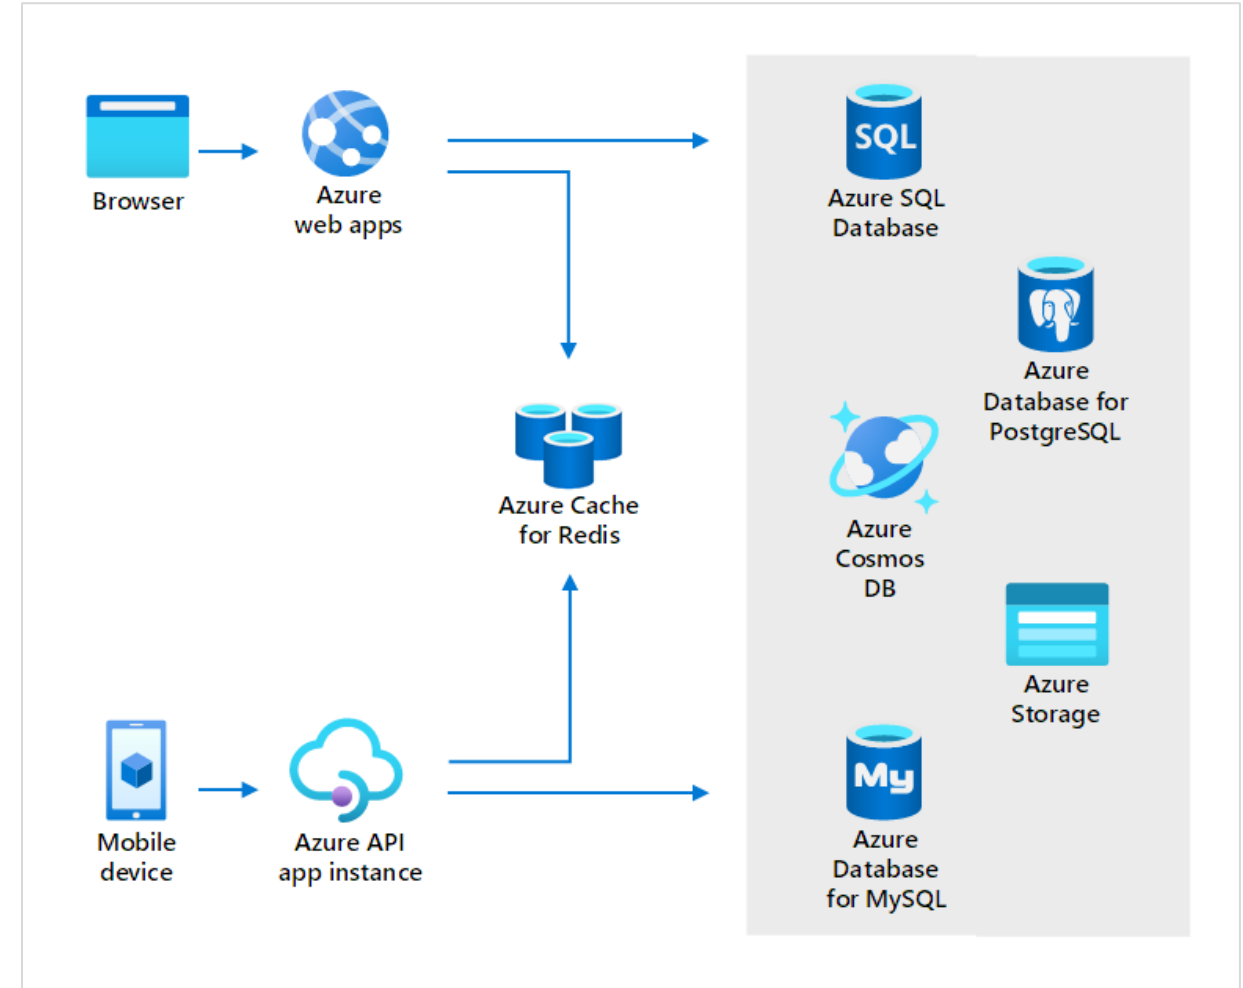 Browser
Azure
web apps
SQL
Azure SQL
Database
Azure
Database for
PostgreSQL
Azure Cache
for Redis
Azure
Cosmos
DB
Azure
Storage
Mobile
device
Azure API
app instance
My
Azure
Database
for MySQL